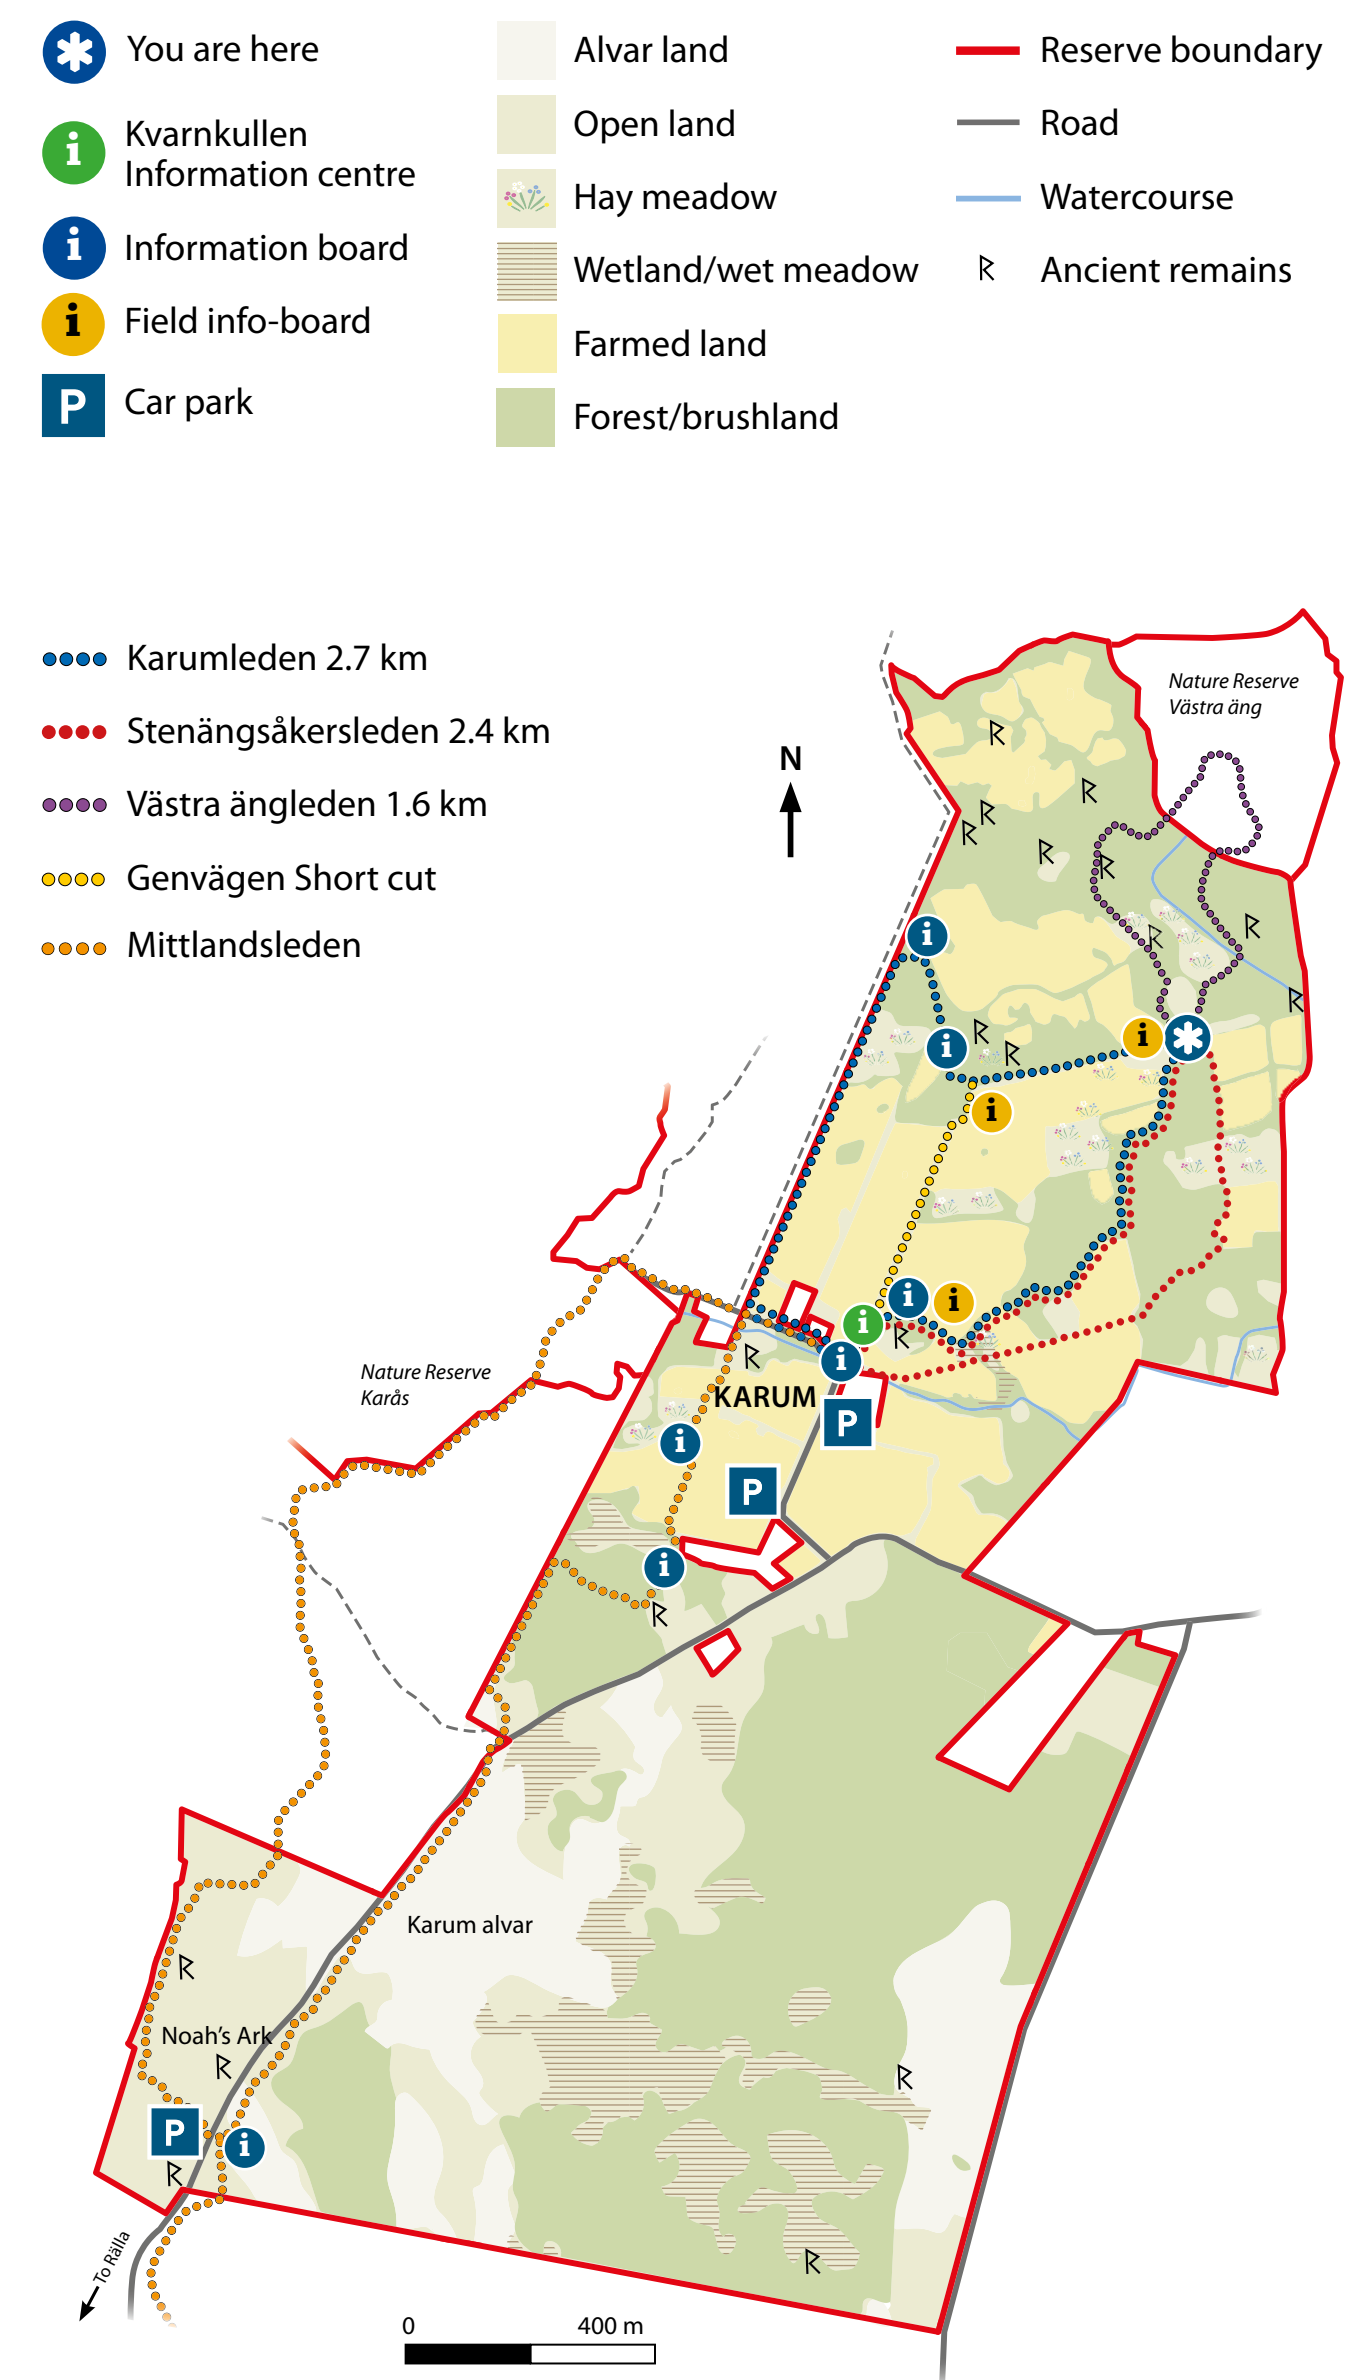 You are here
Kvarnkullen
Information centre
Information board
Field info-board
P
Car park
Alvar land
Open land
Hay meadow
Wetland/wet meadow
Farmed land
Forest/brushland
Reserve boundary
Road
Watercourse
Ancient remains
Karumleden 2.7 km
Stenängsåkersleden 2.4 km
Västra ängleden 1.6 km
Genvägen Short cut
Mittlandsleden
Nature Reserve
Västra äng
N
Nature Reserve
Karås
KARUM
P
P
Karum alvar
Noah's Ark
P
To Rälla
0
400 m